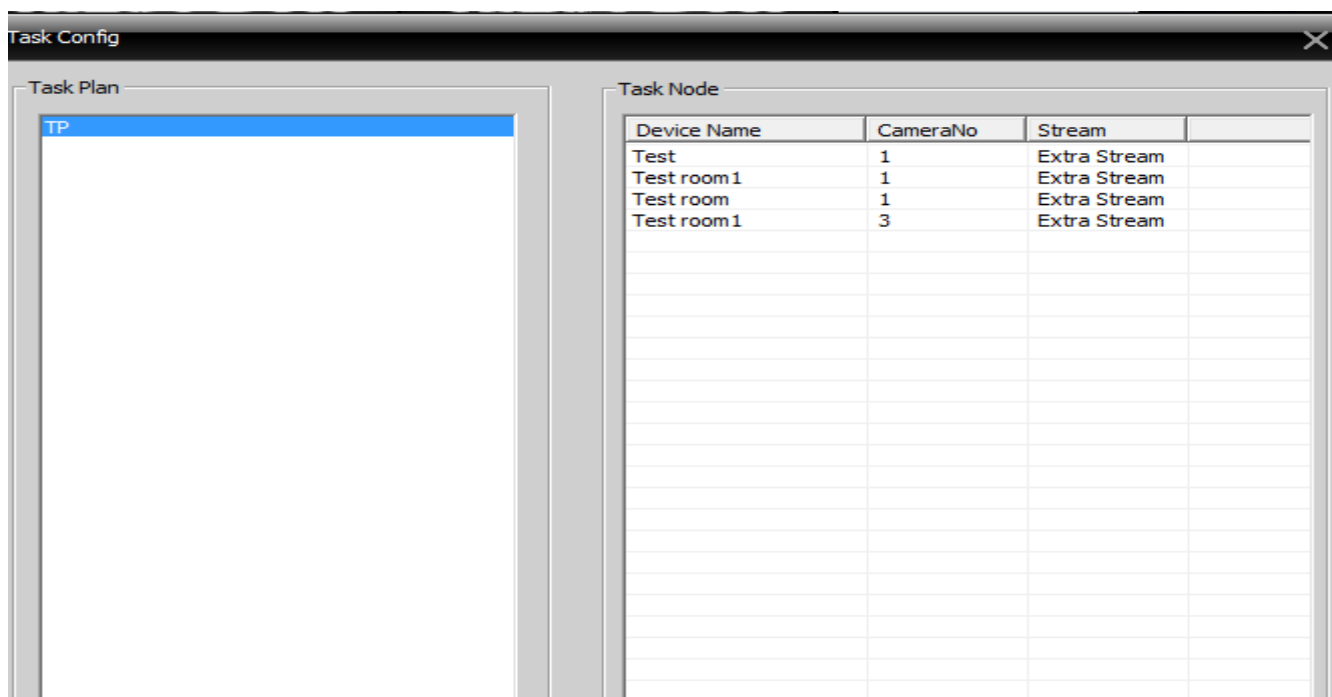 Task Config
Task Plan
TP
Task Node
Device Name CameraNo Stream
Test 1 Extra Stream
Test room1 1 Extra Stream
Test room 1 Extra Stream
Test room1 3 Extra Stream